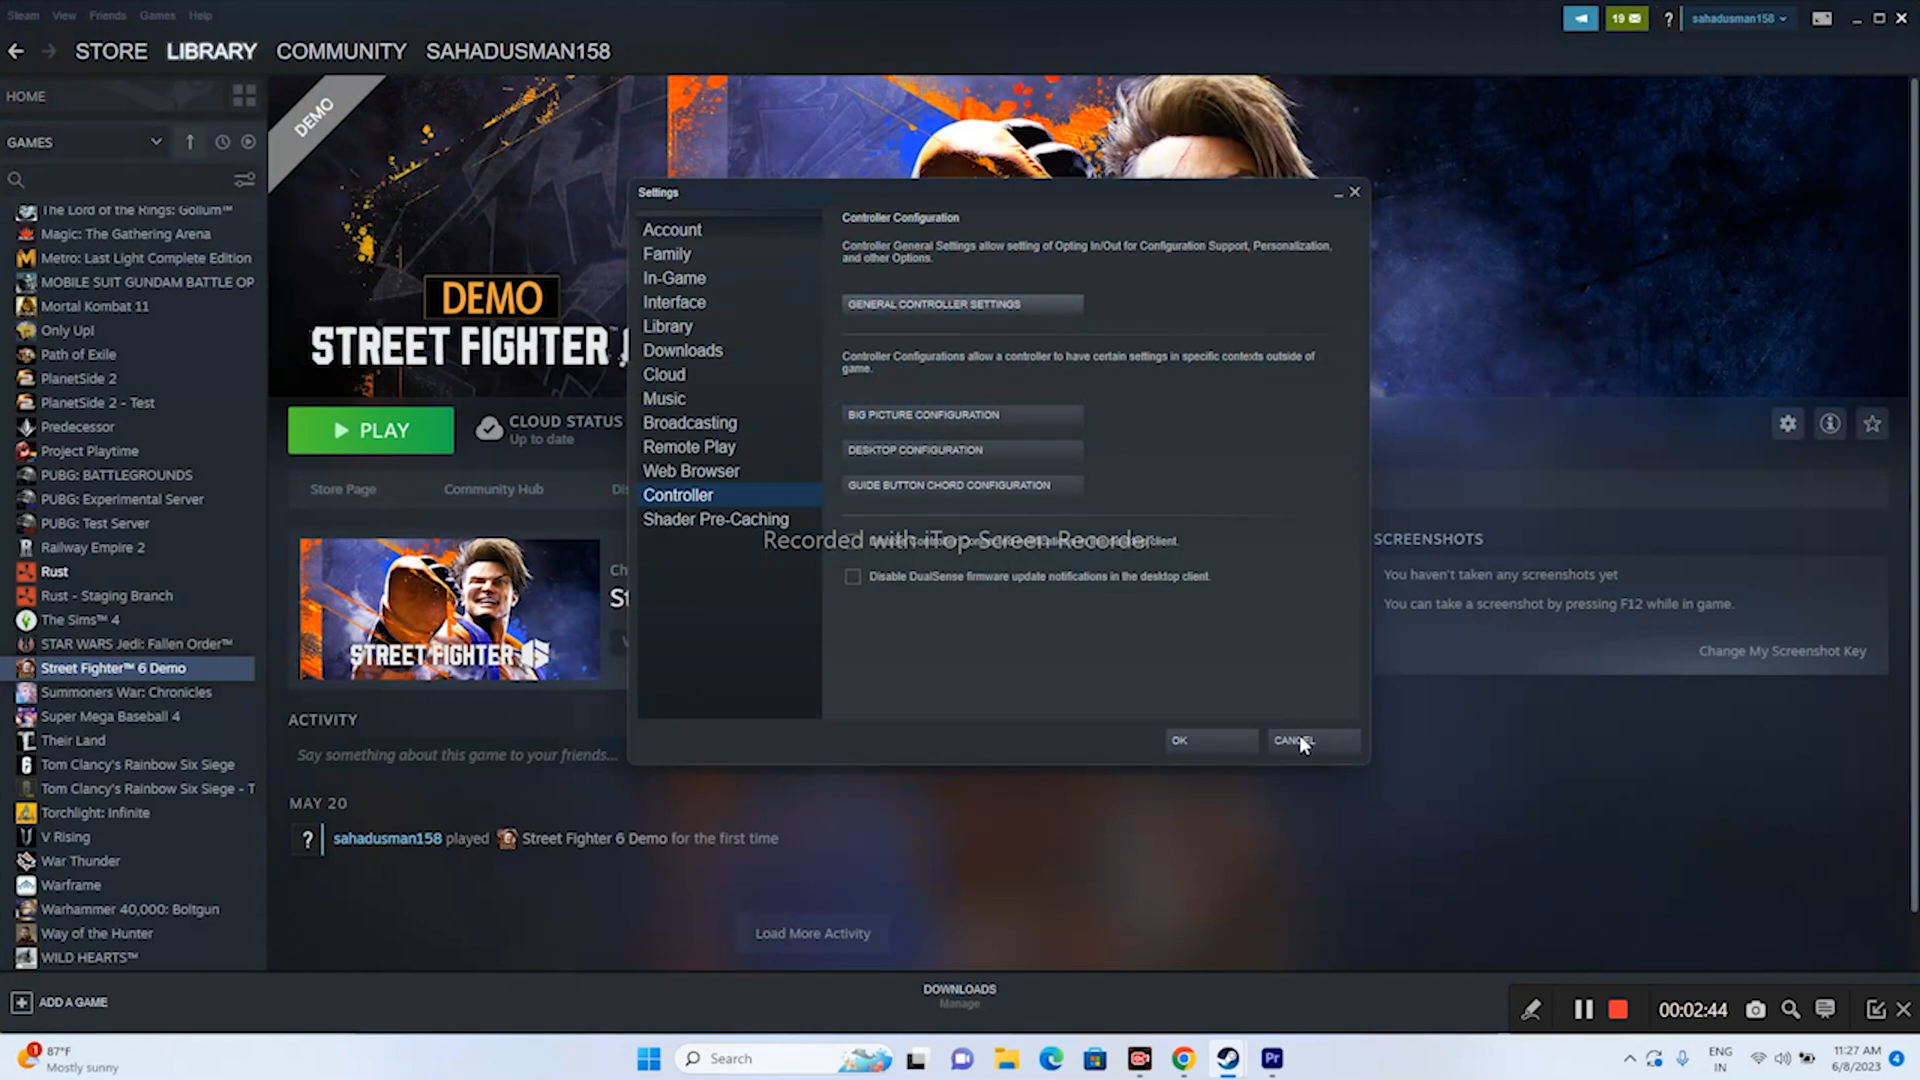 Steam View Friends Games Help
19
?
sahadusman158
STORE LIBRARY COMMUNITY SAHADUSMAN158
HOME
GAMES
The Lord of the Rings: Gollum™
Magic: The Gathering Arena
Metro: Last Light Complete Edition
MOBILE SUIT GUNDAM BATTLE OP
Mortal Kombat 11
Only Up!
Path of Exile
PlanetSide 2
PlanetSide 2 - Test
Predecessor
Project Playtime
PUBG: BATTLEGROUNDS
PUBG: Experimental Server
PUBG: Test Server
Railway Empire 2
Rust
Rust - Staging Branch
The Sims™ 4
STAR WARS Jedi: Fallen Order™
Street Fighter™ 6 Demo
Summoners War: Chronicles
Super Mega Baseball 4
Their Land
Tom Clancy's Rainbow Six Siege
Tom Clancy's Rainbow Six Siege - T
Torchlight: Infinite
V Rising
War Thunder
Warframe
Warhammer 40,000: Boltgun
Way of the Hunter
WILD HEARTS™
ADD A GAME
DEMO
DEMO
STREET FIGHTER
PLAY
CLOUD STATUS
Up to date
Store Page
Community Hub
Dis
STREET FIGHTER 6
Ch
St
V
ACTIVITY
Say something about this game to your friends...
MAY 20
? sahadusman158 played Street Fighter 6 Demo for the first time
Load More Activity
Settings
Account
Family
In-Game
Interface
Library
Downloads
Cloud
Music
Broadcasting
Remote Play
Web Browser
Controller
Shader Pre-Caching
Controller Configuration
Controller General Settings allow setting of Opting In/Out for Configuration Support, Personalization,
and other Options.
GENERAL CONTROLLER SETTINGS
Controller Configurations allow a controller to have certain settings in specific contexts outside of
game.
BIG PICTURE CONFIGURATION
DESKTOP CONFIGURATION
GUIDE BUTTON CHORD CONFIGURATION
Recorded with iTop Screen Recorder
client.
Disable DualSense firmware update notifications in the desktop client.
OK
CANCEL
SCREENSHOTS
You haven't taken any screenshots yet
You can take a screenshot by pressing F12 while in game.
Change My Screenshot Key
DOWNLOADS
Manage
00:02:44
1
87°F
Mostly sunny
Search
Pr
ENG
IN
11:27 AM
6/8/2023
4